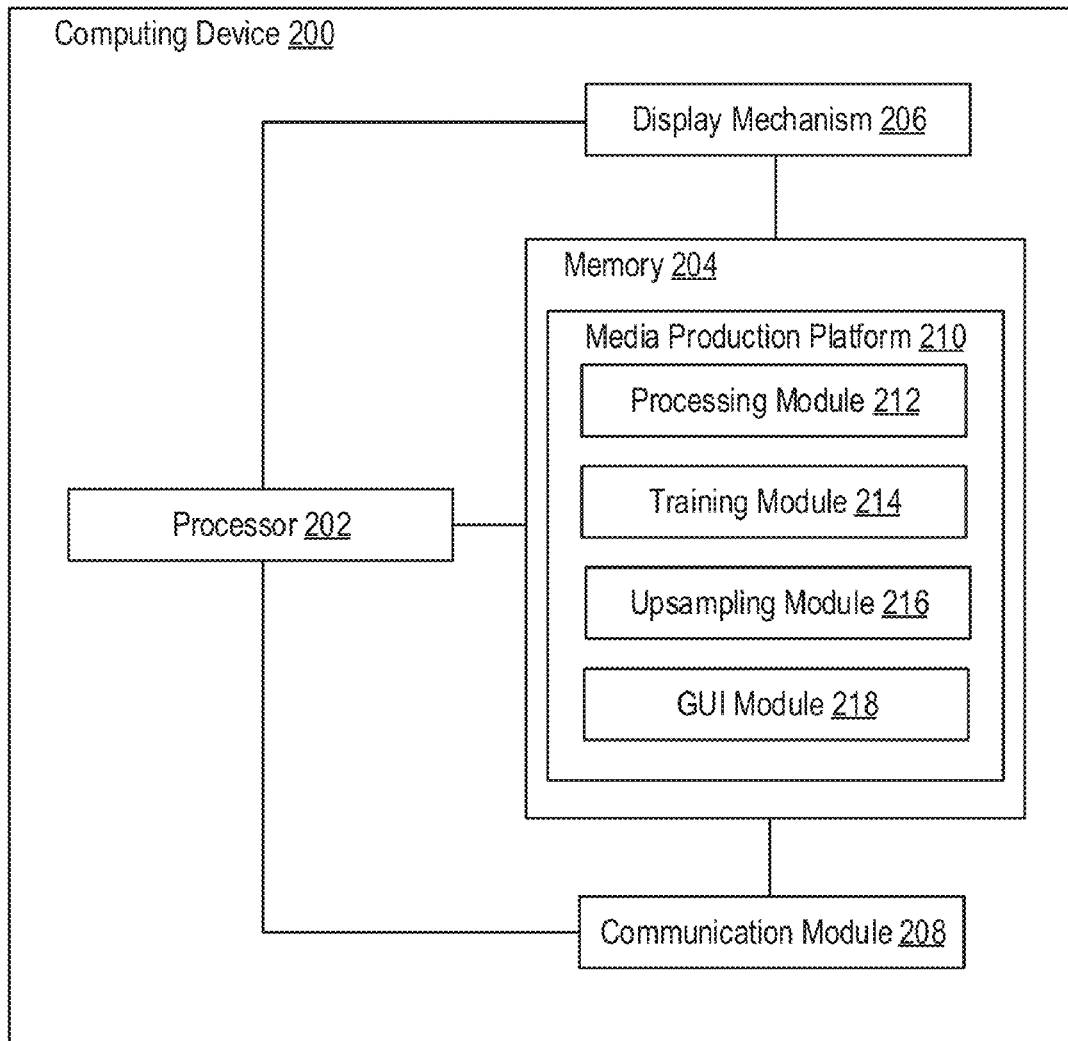 Computing Device 200
Display Mechanism 206
Memory 204
Media Production Platform 210
Processing Module 212
Training Module 214
Processor 202
Upsampling Module 216
GUI Module 218
Communication Module 208